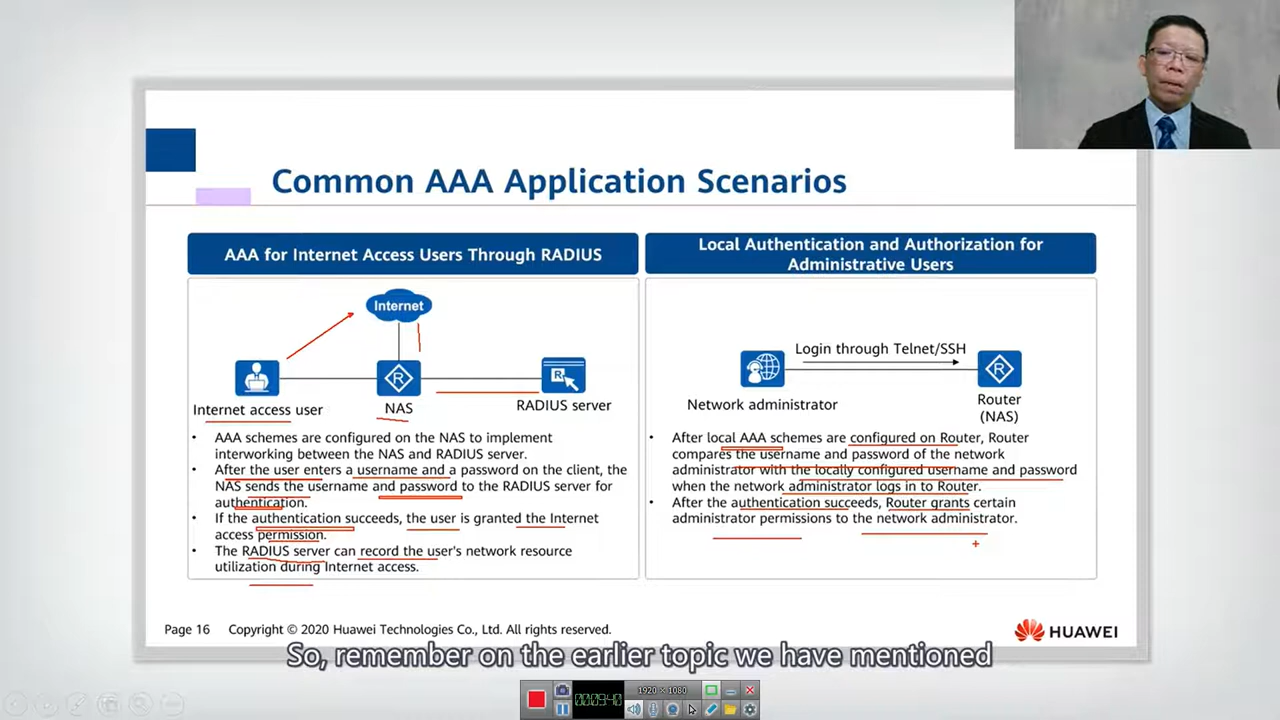 Common AAA Application Scenarios
AAA for Internet Access Users Through RADIUS
Internet
Internet access user
NAS
RADIUS server
• AAA schemes are configured on the NAS to implement
interworking between the NAS and RADIUS server.
• After the user enters a username and a password on the client, the
NAS sends the username and password to the RADIUS server for
authentication.
• If the authentication succeeds, the user is granted the Internet
access permission.
• The RADIUS server can record the user's network resource
utilization during Internet access.
Local Authentication and Authorization for
Administrative Users
Login through Telnet/SSH
Network administrator
Router
(NAS)
• After local AAA schemes are configured on Router, Router
compares the username and password of the network
administrator with the locally configured username and password
when the network administrator logs in to Router.
• After the authentication succeeds, Router grants certain
administrator permissions to the network administrator.
Page 16 Copyright © 2020 Huawei Technologies Co., Ltd. All rights reserved.
HUAWEI
So, remember on the earlier topic we have mentioned
1920 x 1080
00:09:40